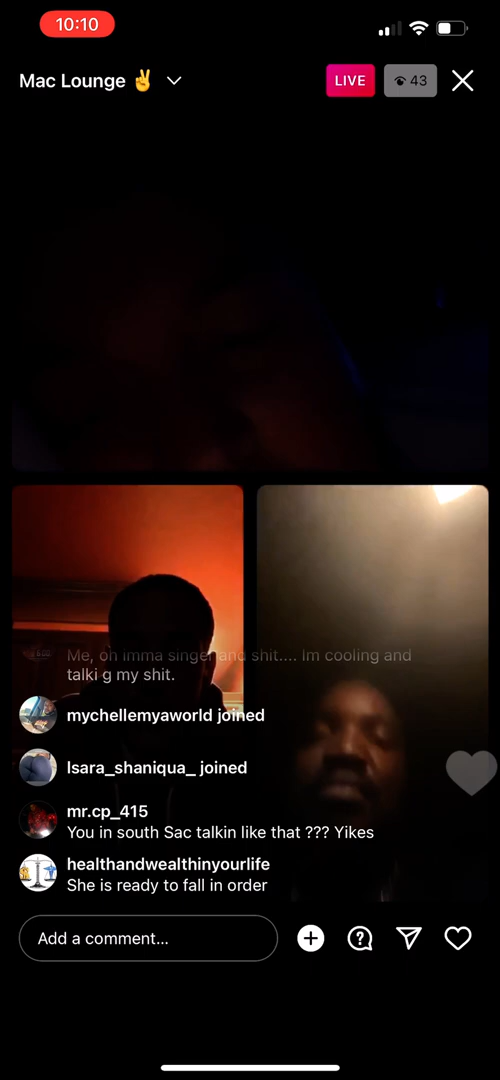 10:10
Mac Lounge ✌️
LIVE
43
Me, oh imma singer and shit.... Im cooling and
talki g my shit.
mychellemyaworld joined
lsara_shaniqua_ joined
mr.cp_415
You in south Sac talkin like that ??? Yikes
healthandwealthinyourlife
She is ready to fall in order
Add a comment...